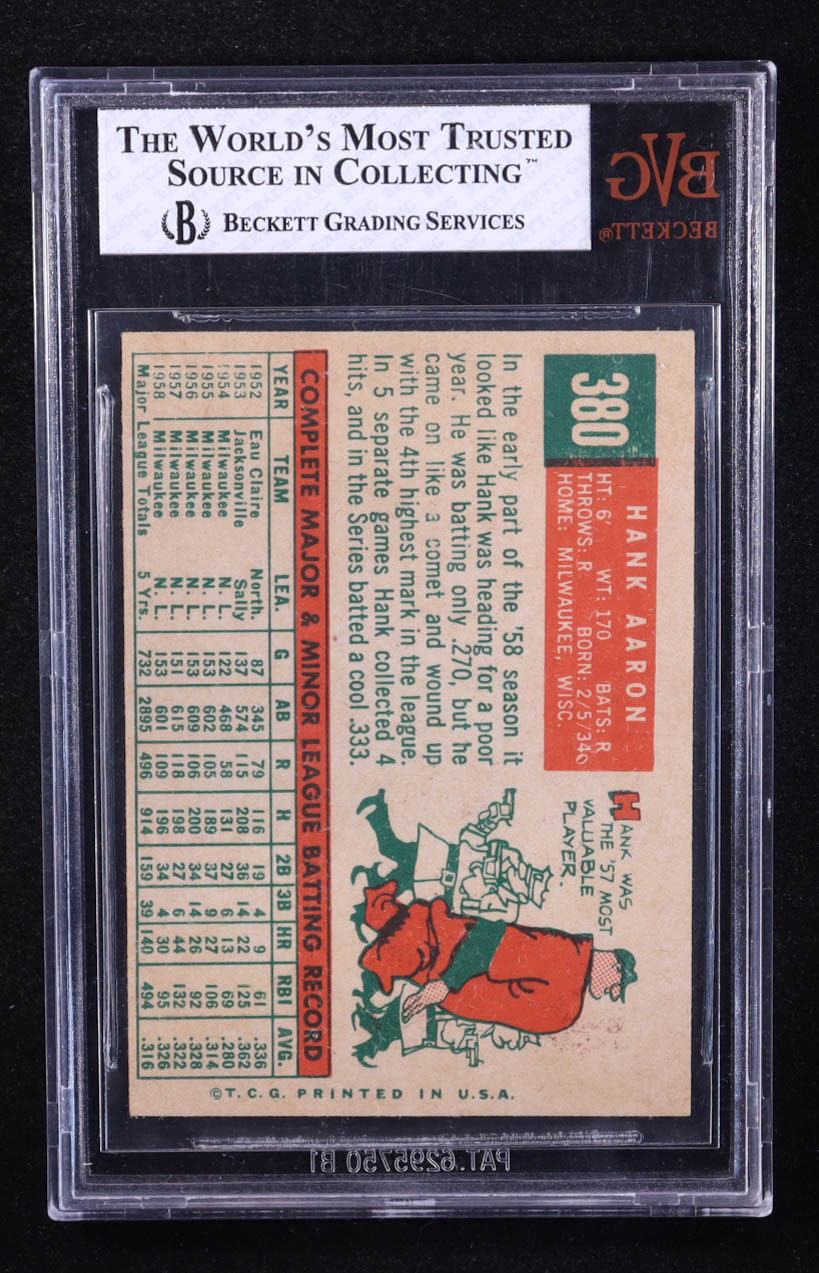 THE WORLD'S MOST TRUSTED
SOURCE IN COLLECTING™
B BECKETT GRADING SERVICES
BVG
BECKETT®
380
HANK AARON
HT: 6' WT: 170 BATS: R
THROWS: R BORN: 2/5/34
HOME: MILWAUKEE, WISC.
In the early part of the '58 season it
looked like Hank was heading for a poor
year. He was batting only .270, but he
came on like a comet and wound up
with the 4th highest mark in the league.
In 5 separate games Hank collected 4
hits, and in the Series batted a cool .333.
HANK WAS
THE '57 MOST
VALUABLE
PLAYER.
COMPLETE MAJOR & MINOR LEAGUE BATTING RECORD
YEAR TEAM LEA. G AB R H 2B 3B HR RBI AVG.
1952 Eau Claire North. 87 345 79 116 19 4 9 61 .336
1953 Jacksonville Sally 137 574 115 208 36 14 22 125 .362
1954 Milwaukee N. L. 122 468 58 131 27 6 13 69 .280
1955 Milwaukee N. L. 153 602 105 189 37 9 27 106 .314
1956 Milwaukee N. L. 153 609 106 200 34 14 26 92 .328
1957 Milwaukee N. L. 151 615 118 198 27 6 44 132 .322
1958 Milwaukee N. L. 153 601 109 196 34 4 30 95 .326
Major League Totals 5 Yrs. 732 2895 496 914 159 39 140 494 .316
©T.C.G. PRINTED IN U.S.A.
PAT.6295750 B1